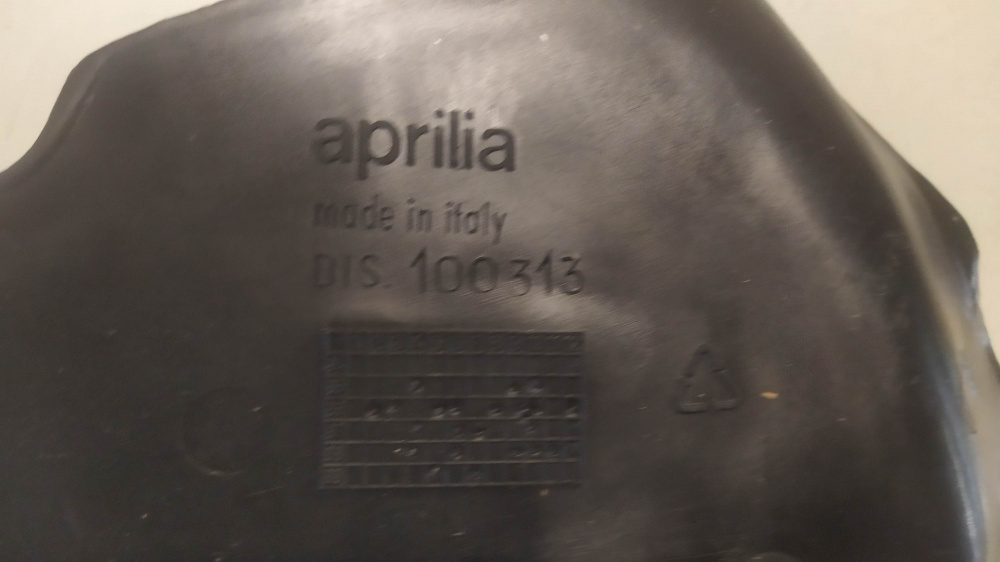 aprilia
made in italy
DIS. 100313